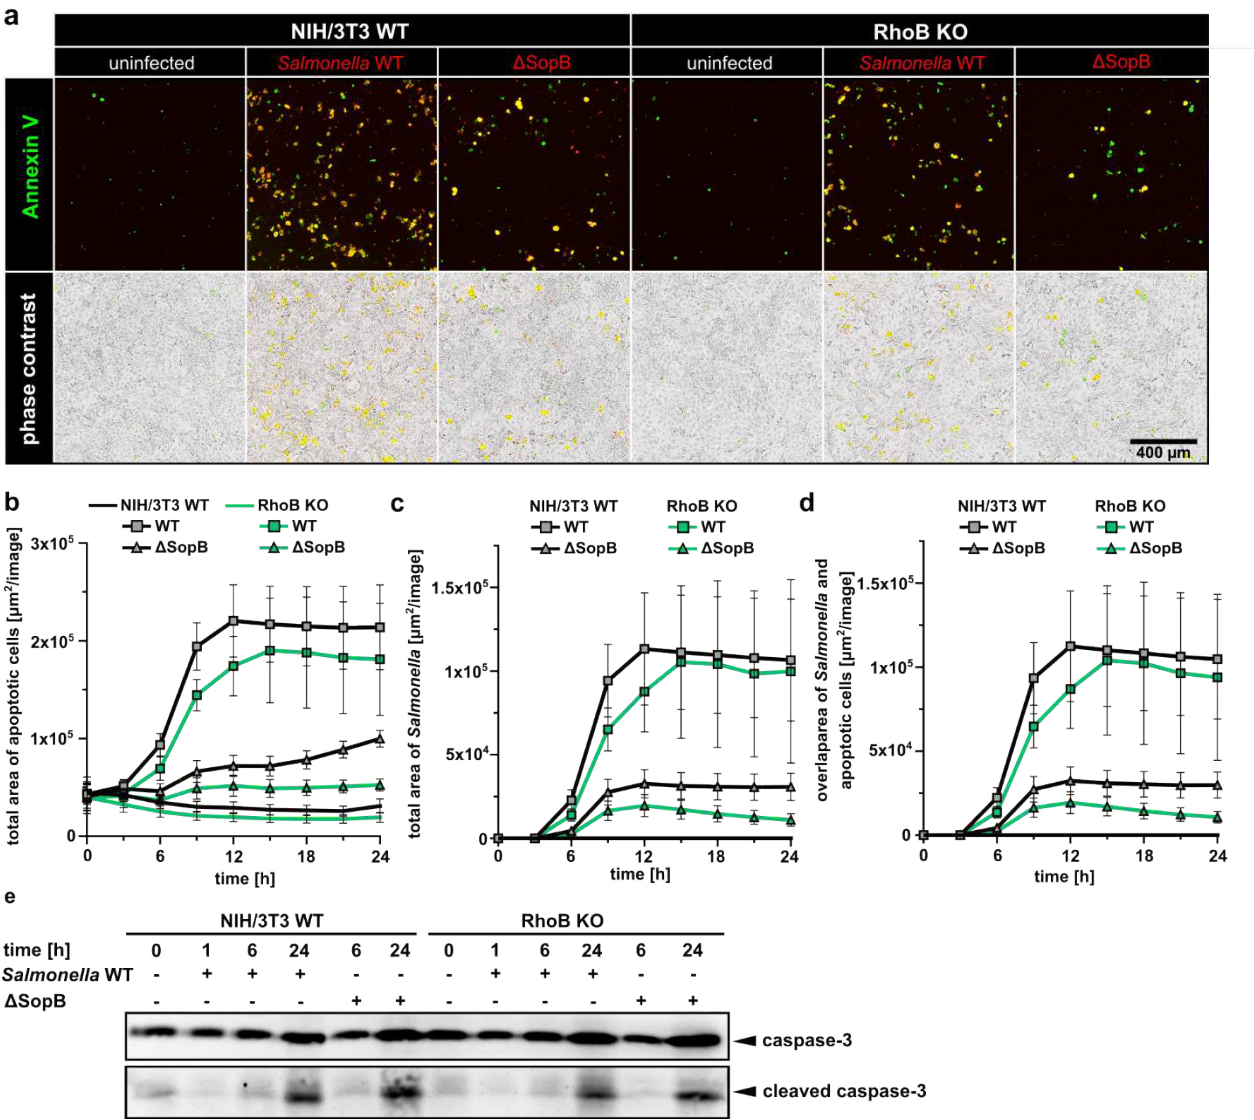 a
NIH/3T3 WT RhoB KO
uninfected Salmonella WT ΔSopB uninfected Salmonella WT ΔSopB
Annexin V
phase contrast
400 µm
b
NIH/3T3 WT RhoB KO
WT WT
ΔSopB ΔSopB
total area of apoptotic cells [µm²/image]
3x10⁵
2x10⁵
1x10⁵
0
0 6 12 18 24
time [h]
c
NIH/3T3 WT RhoB KO
WT WT
ΔSopB ΔSopB
total area of Salmonella [µm²/image]
1.5x10⁵
1x10⁵
5x10⁴
0
0 6 12 18 24
time [h]
d
NIH/3T3 WT RhoB KO
WT WT
ΔSopB ΔSopB
overlaparea of Salmonella and
apoptotic cells [µm²/image]
1.5x10⁵
1x10⁵
5x10⁴
0
0 6 12 18 24
time [h]
e
NIH/3T3 WT RhoB KO
time [h] 0 1 6 24 6 24 0 1 6 24 6 24
Salmonella WT - + + + - - - + + + - -
ΔSopB - - - - + + - - - - + +
caspase-3
cleaved caspase-3